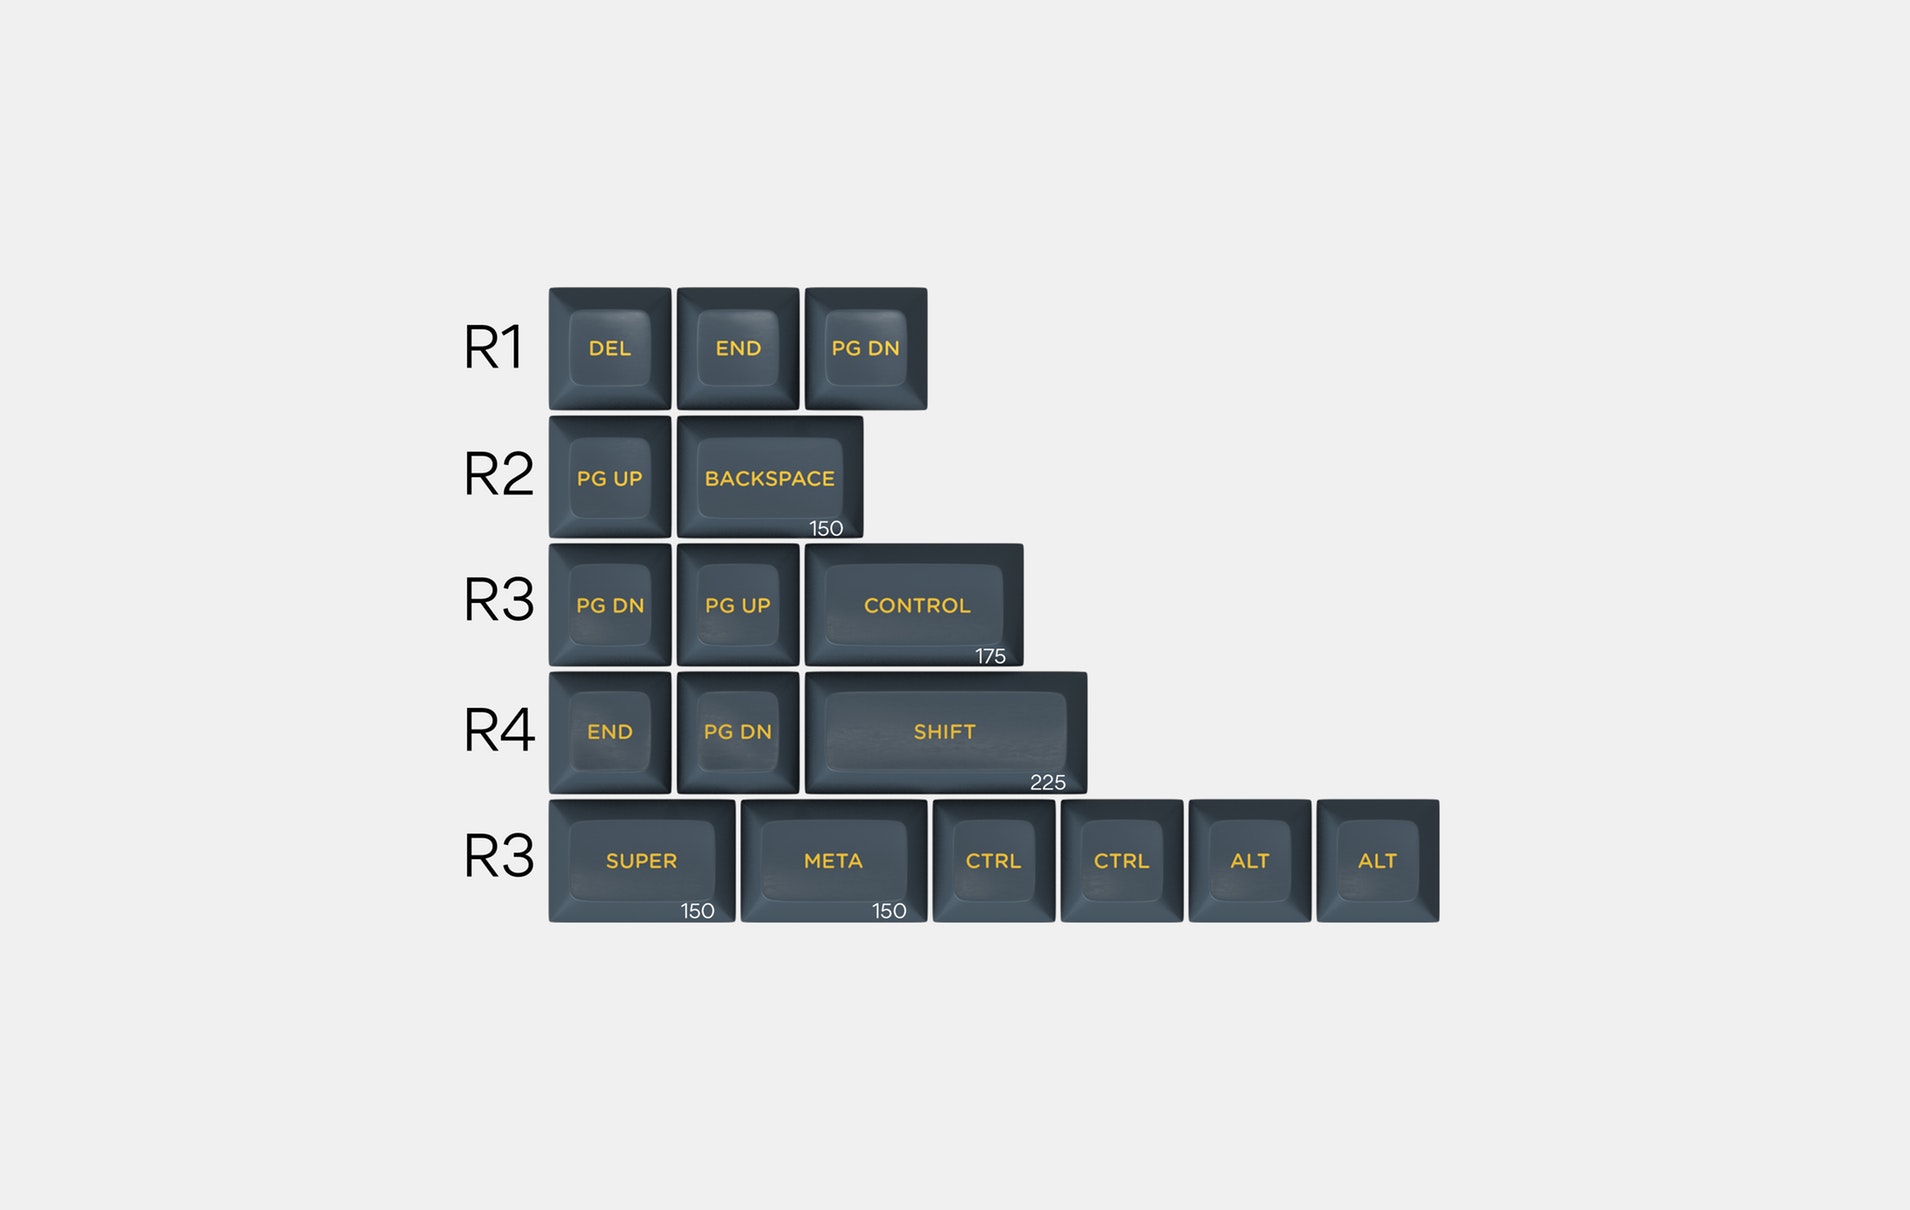 R1 DEL END PG DN
R2 PG UP BACKSPACE
150
R3 PG DN PG UP CONTROL
175
R4 END PG DN SHIFT
225
R3 SUPER META CTRL CTRL ALT ALT
150 150